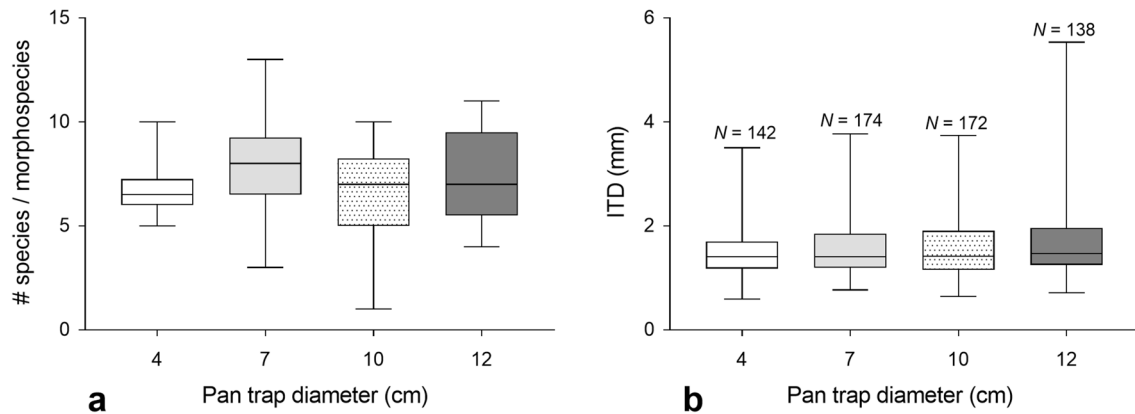 15
10
5
0
# species / morphospecies
4 7 10 12
Pan trap diameter (cm)
a
6
4
2
0
ITD (mm)
N = 142
N = 174
N = 172
N = 138
4 7 10 12
Pan trap diameter (cm)
b